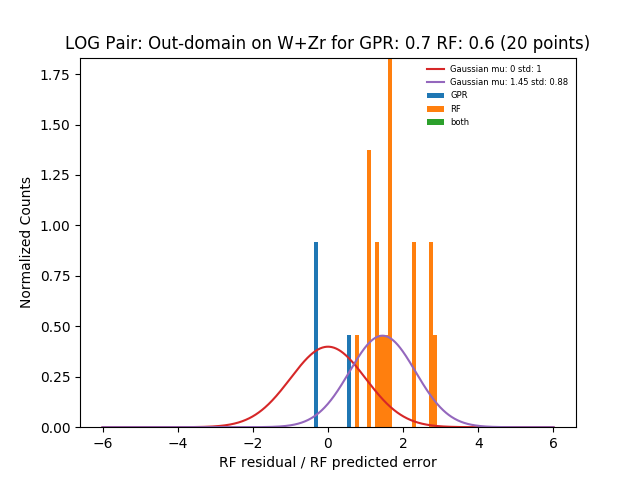 LOG Pair: Out-domain on W+Zr for GPR: 0.7 RF: 0.6 (20 points)
Gaussian mu: 0 std: 1
Gaussian mu: 1.45 std: 0.88
GPR
RF
both
Normalized Counts
1.75
1.50
1.25
1.00
0.75
0.50
0.25
0.00
−6 −4 −2 0 2 4 6
RF residual / RF predicted error